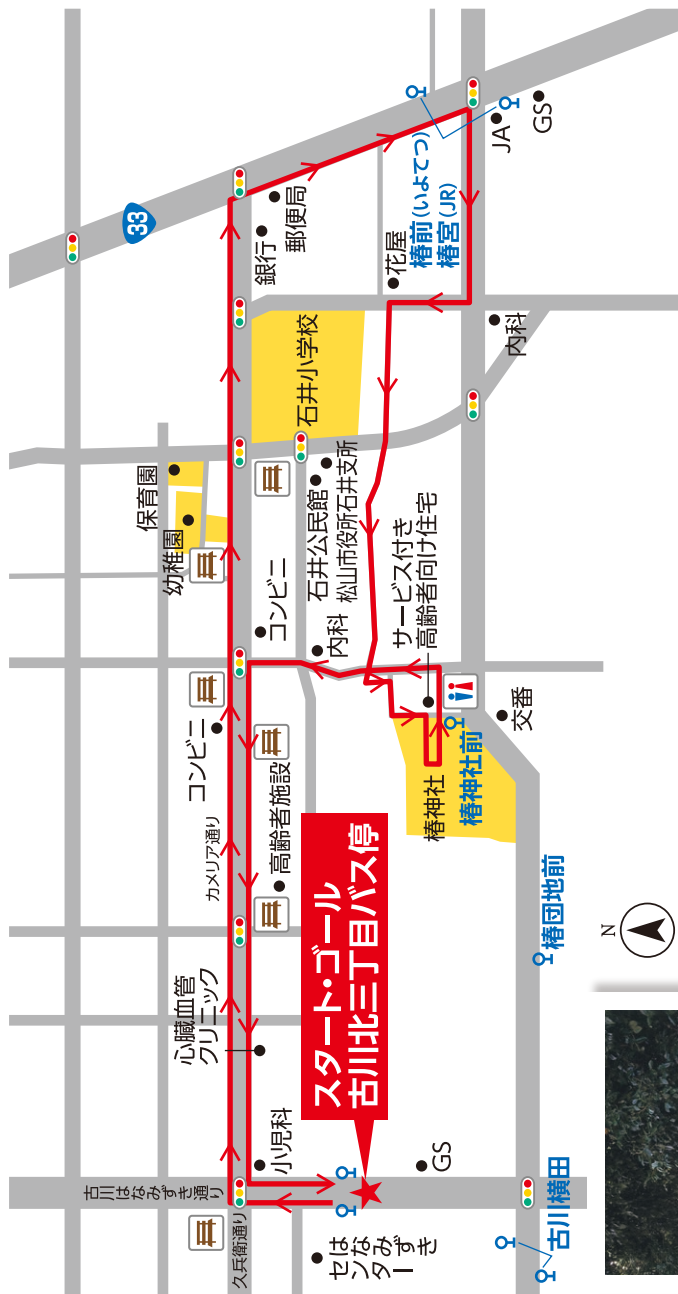 古川はなみずき通り
久兵衛通り
はなみずき
センター
小児科
GS
古川横田
スタート・ゴール
古川北三丁目バス停
心臓血管
クリニック
カメリア通り
高齢者施設
コンビニ
椿団地前
N
椿神社
椿神社前
交番
サービス付き
高齢者向け住宅
内科
コンビニ
幼稚園
保育園
石井公民館
松山市役所石井支所
石井小学校
内科
銀行
郵便局
花屋
椿前(いよてつ)
椿宮(JR)
JA
GS
33